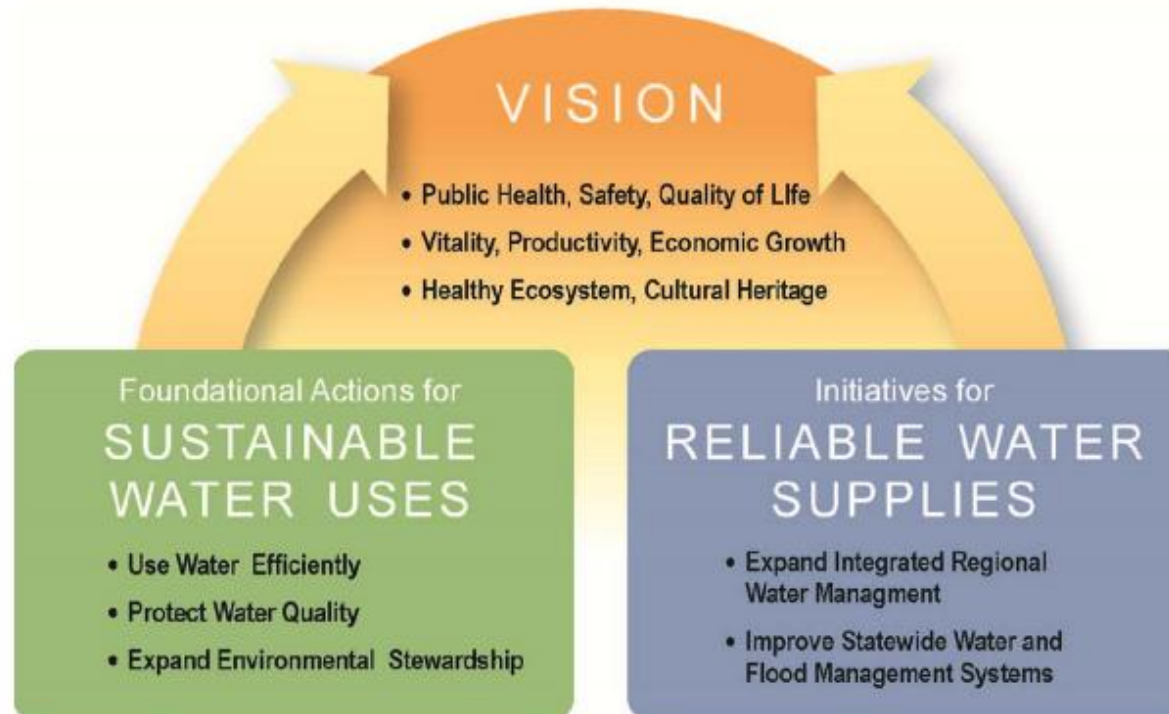 VISION
• Public Health, Safety, Quality of LIfe
• Vitality, Productivity, Economic Growth
• Healthy Ecosystem, Cultural Heritage
Foundational Actions for
SUSTAINABLE
WATER USES
• Use Water Efficiently
• Protect Water Quality
• Expand Environmental Stewardship
Initiatives for
RELIABLE WATER
SUPPLIES
• Expand Integrated Regional
Water Managment
• Improve Statewide Water and
Flood Management Systems